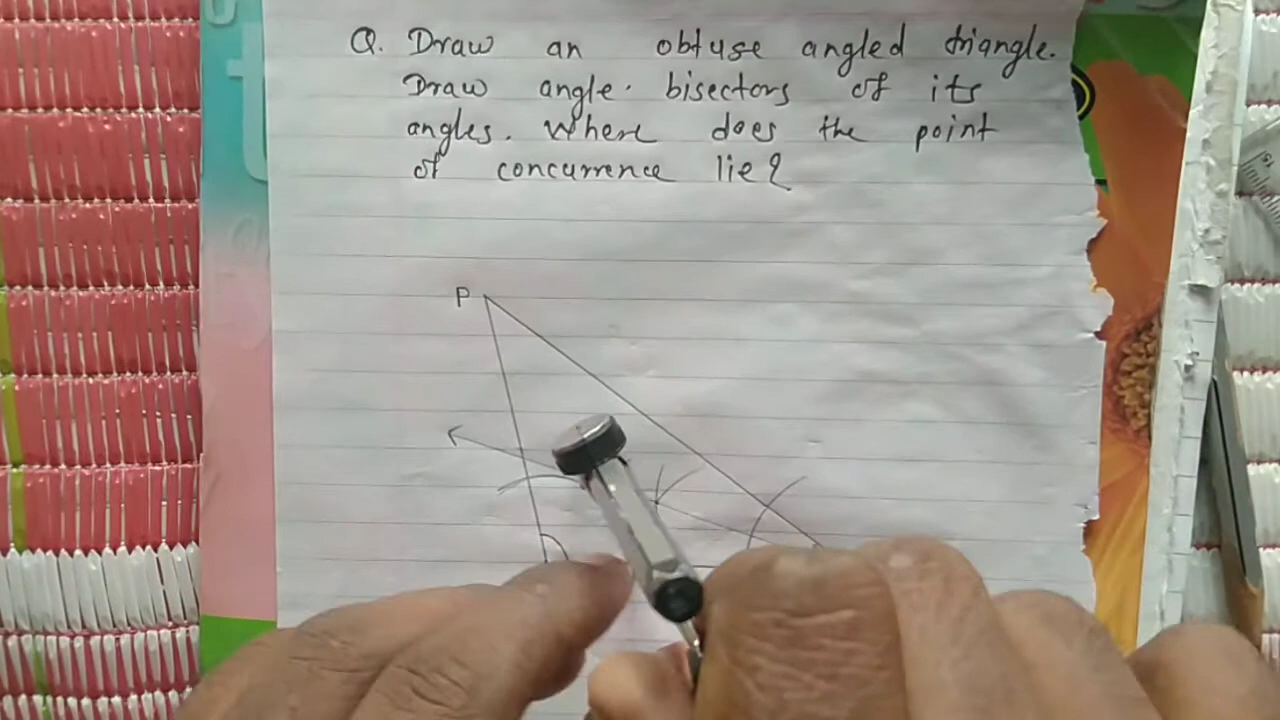 Q. Draw an obtuse angled triangle.
Draw angle bisectors of its
angles. Where does the point
of concurrence lie?
P